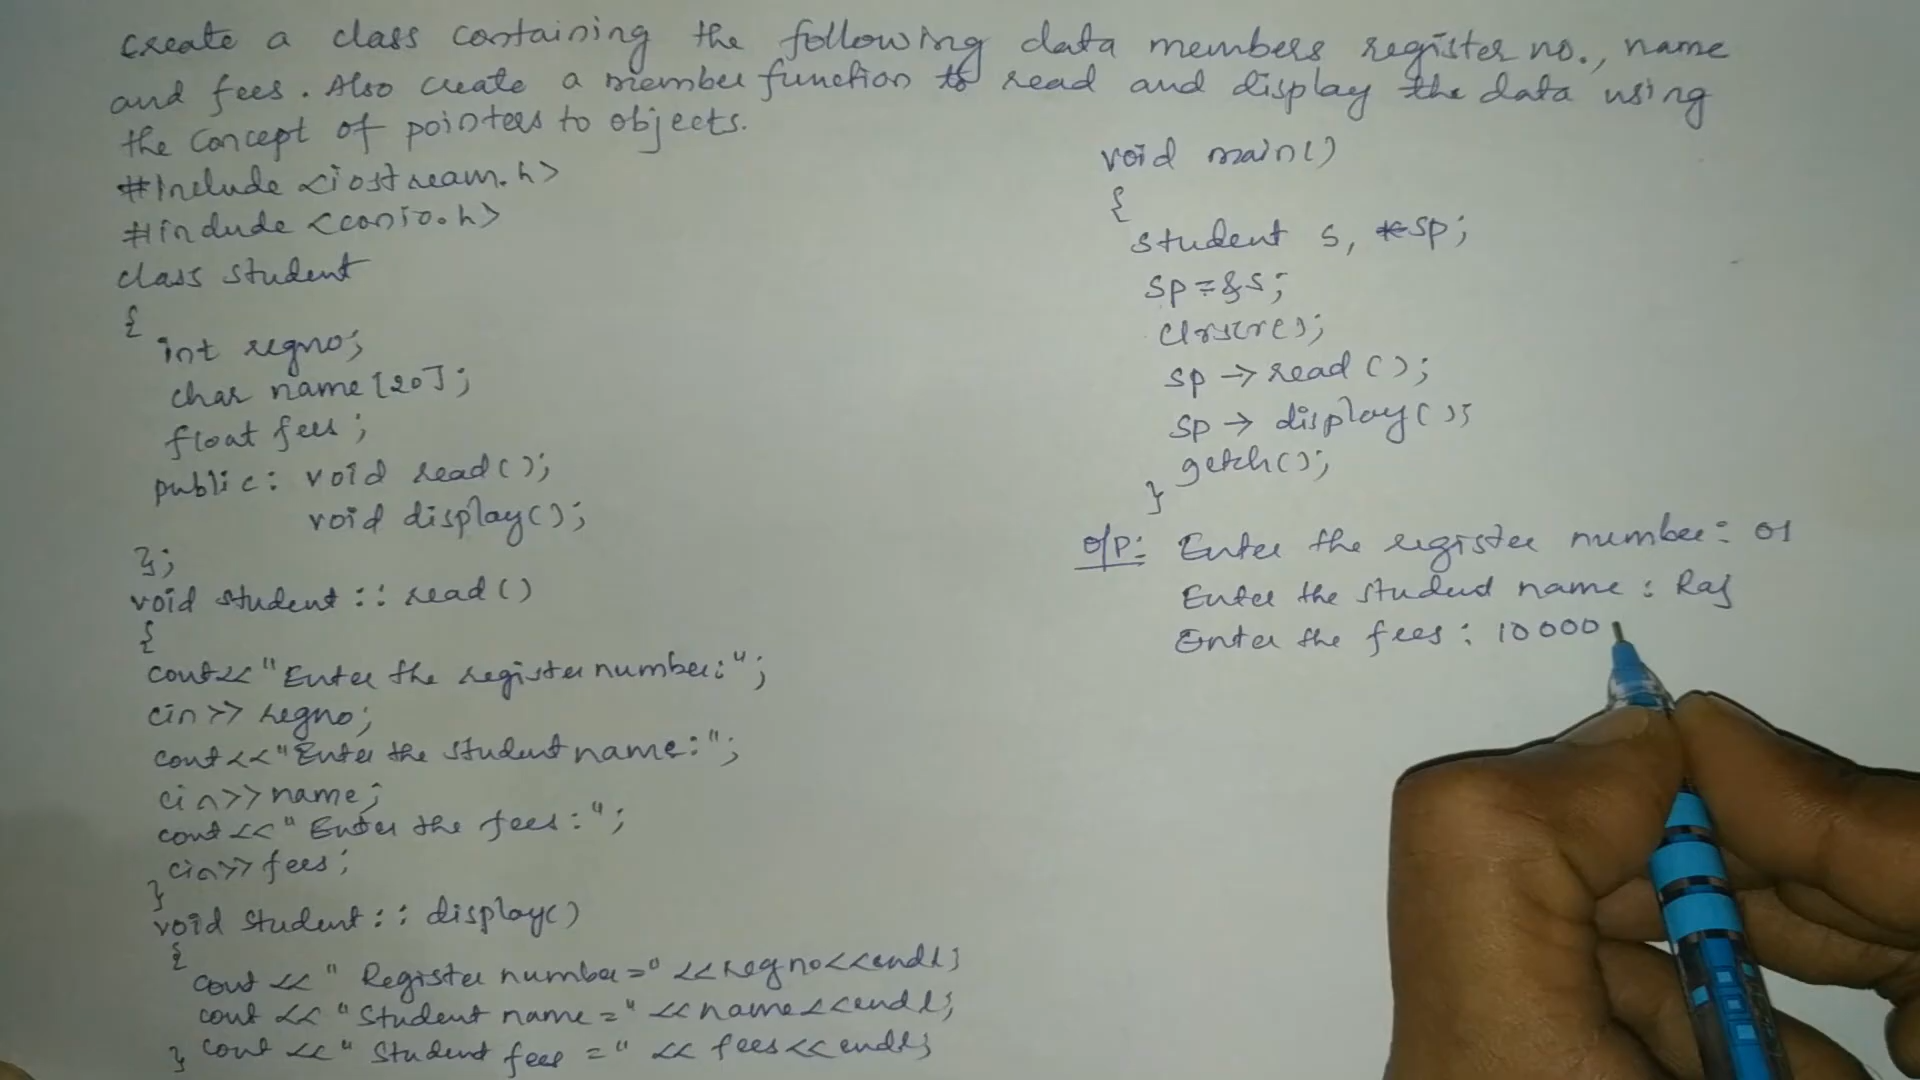 create a class containing the following data members register no., name
and fees. Also create a member function to read and display the data using
the concept of pointers to objects.
#include <iostream.h>
#include <conio.h>
class student
{
int regno;
char name[20];
float fees;
public: void read();
void display();
};
void student::read()
{
cout<<"Enter the register number:";
cin>>regno;
cout<<"Enter the student name:";
cin>>name;
cout<<"Enter the fees:";
cin>>fees;
}
void student::display()
{
cout<<"Register number="<<regno<<endl;
cout<<"Student name="<<name<<endl;
} cout<<"Student fees ="<<fees<<endl;
void main()
{
student s, *sp;
sp=&s;
clrscr();
sp->read();
sp->display();
getch();
}
o/p: Enter the register number: 01
Enter the student name: Raj
Enter the fees: 10000